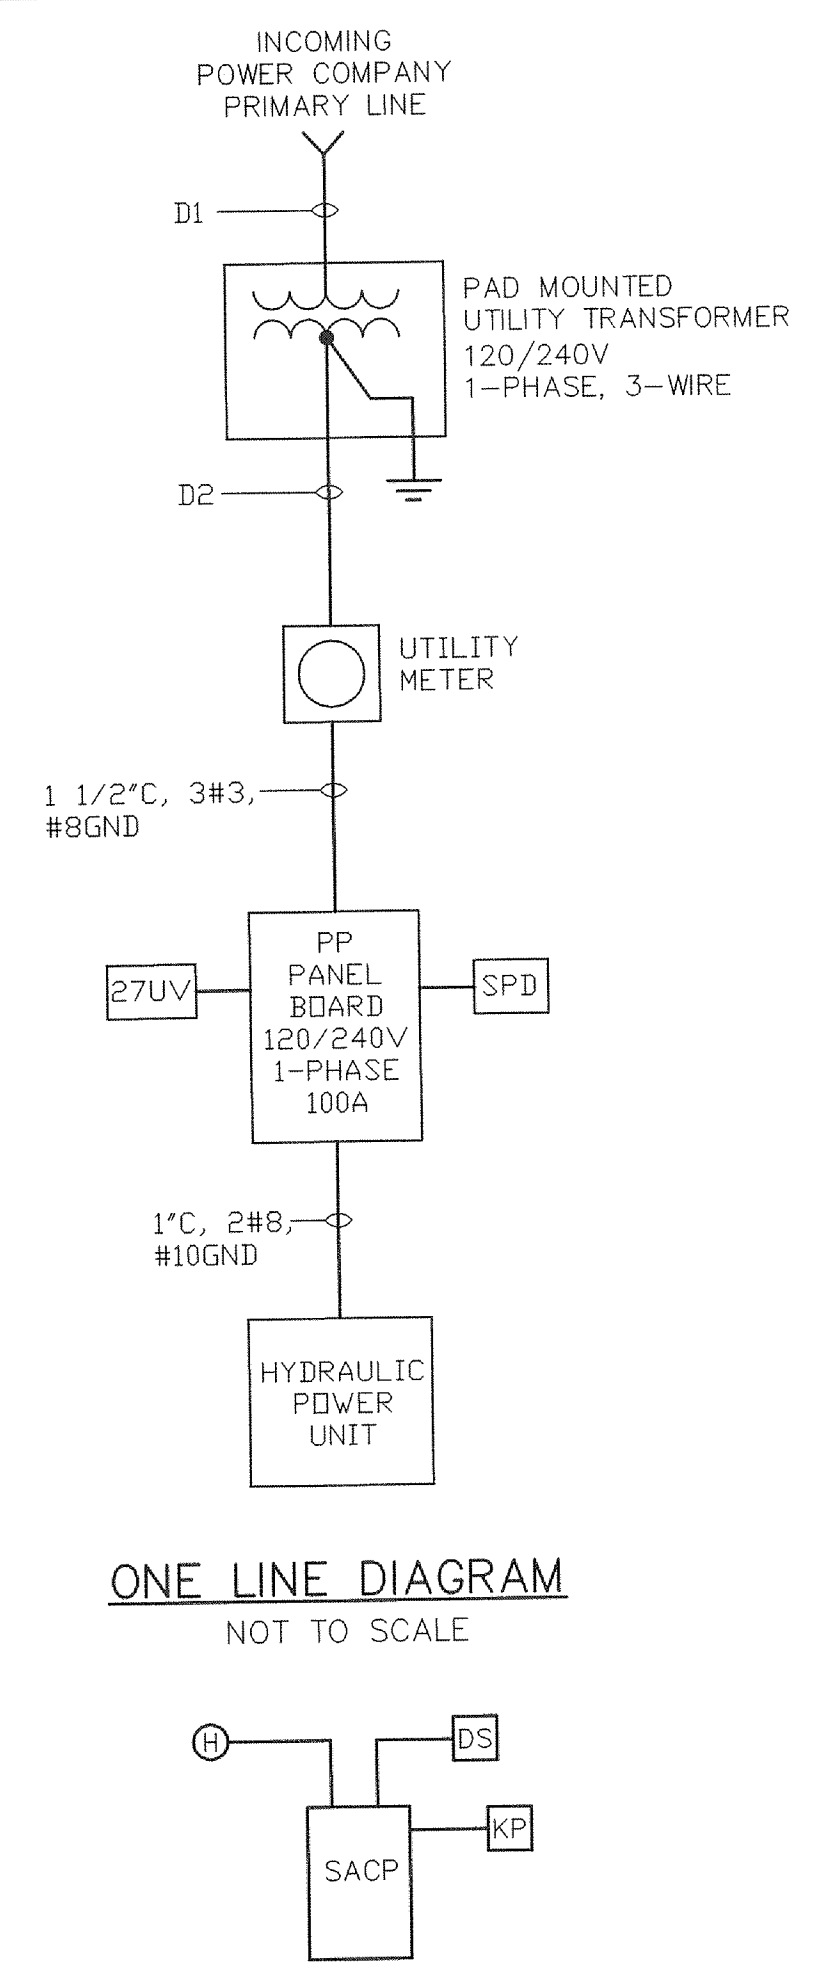 INCOMING
POWER COMPANY
PRIMARY LINE
D1
PAD MOUNTED
UTILITY TRANSFORMER
120/240V
1-PHASE, 3-WIRE
D2
UTILITY
METER
1 1/2"C, 3#3,
#8GND
PP
PANEL
BOARD
120/240V
1-PHASE
100A
27UV
SPD
1"C, 2#8,
#10GND
HYDRAULIC
POWER
UNIT
ONE LINE DIAGRAM
NOT TO SCALE
H
DS
KP
SACP